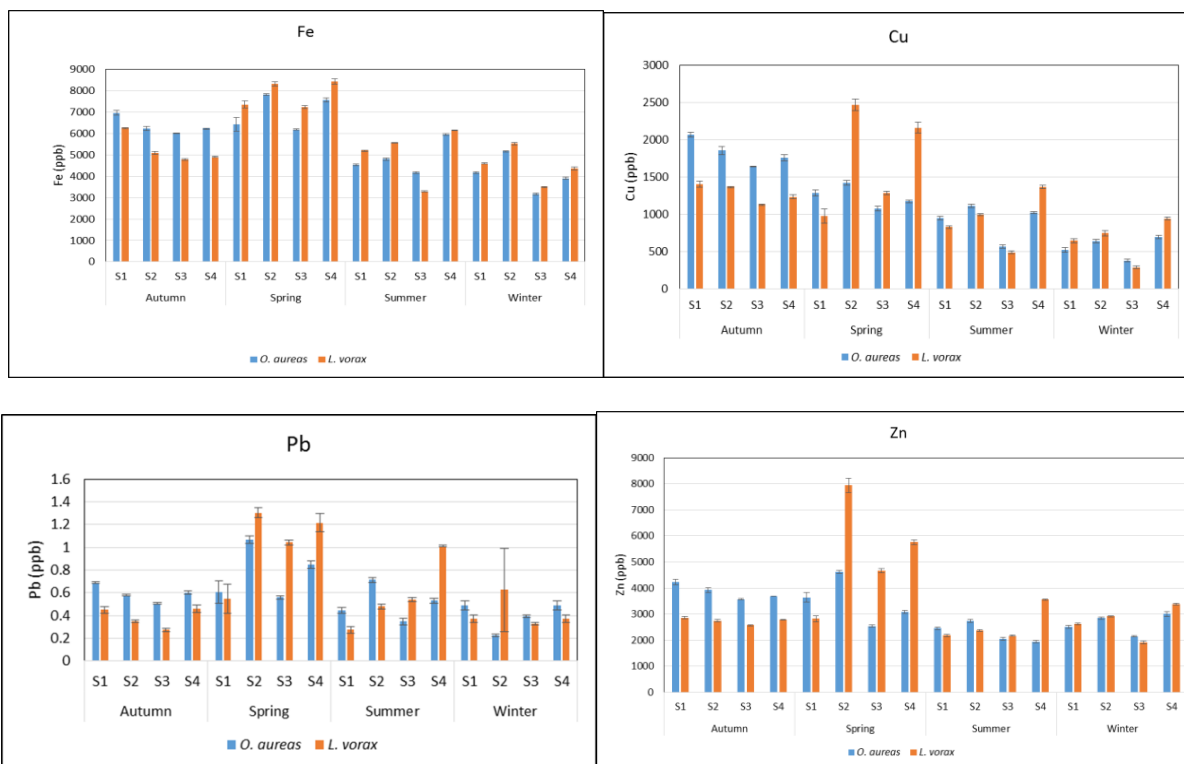 Fe
9000
8000
7000
6000
5000
4000
3000
2000
1000
0
Fe (ppb)
S1 S2 S3 S4 S1 S2 S3 S4 S1 S2 S3 S4 S1 S2 S3 S4
Autumn Spring Summer Winter
O. aureas L. vorax
Cu
3000
2500
2000
1500
1000
500
0
Cu (ppb)
S1 S2 S3 S4 S1 S2 S3 S4 S1 S2 S3 S4 S1 S2 S3 S4
Autumn Spring Summer Winter
O. aureas L. vorax
Pb
1.6
1.4
1.2
1
0.8
0.6
0.4
0.2
0
Pb (ppb)
S1 S2 S3 S4 S1 S2 S3 S4 S1 S2 S3 S4 S1 S2 S3 S4
Autumn Spring Summer Winter
O. aureas L. vorax
Zn
9000
8000
7000
6000
5000
4000
3000
2000
1000
0
Zn (ppb)
S1 S2 S3 S4 S1 S2 S3 S4 S1 S2 S3 S4 S1 S2 S3 S4
Autumn Spring Summer Winter
O. aureas L. vorax